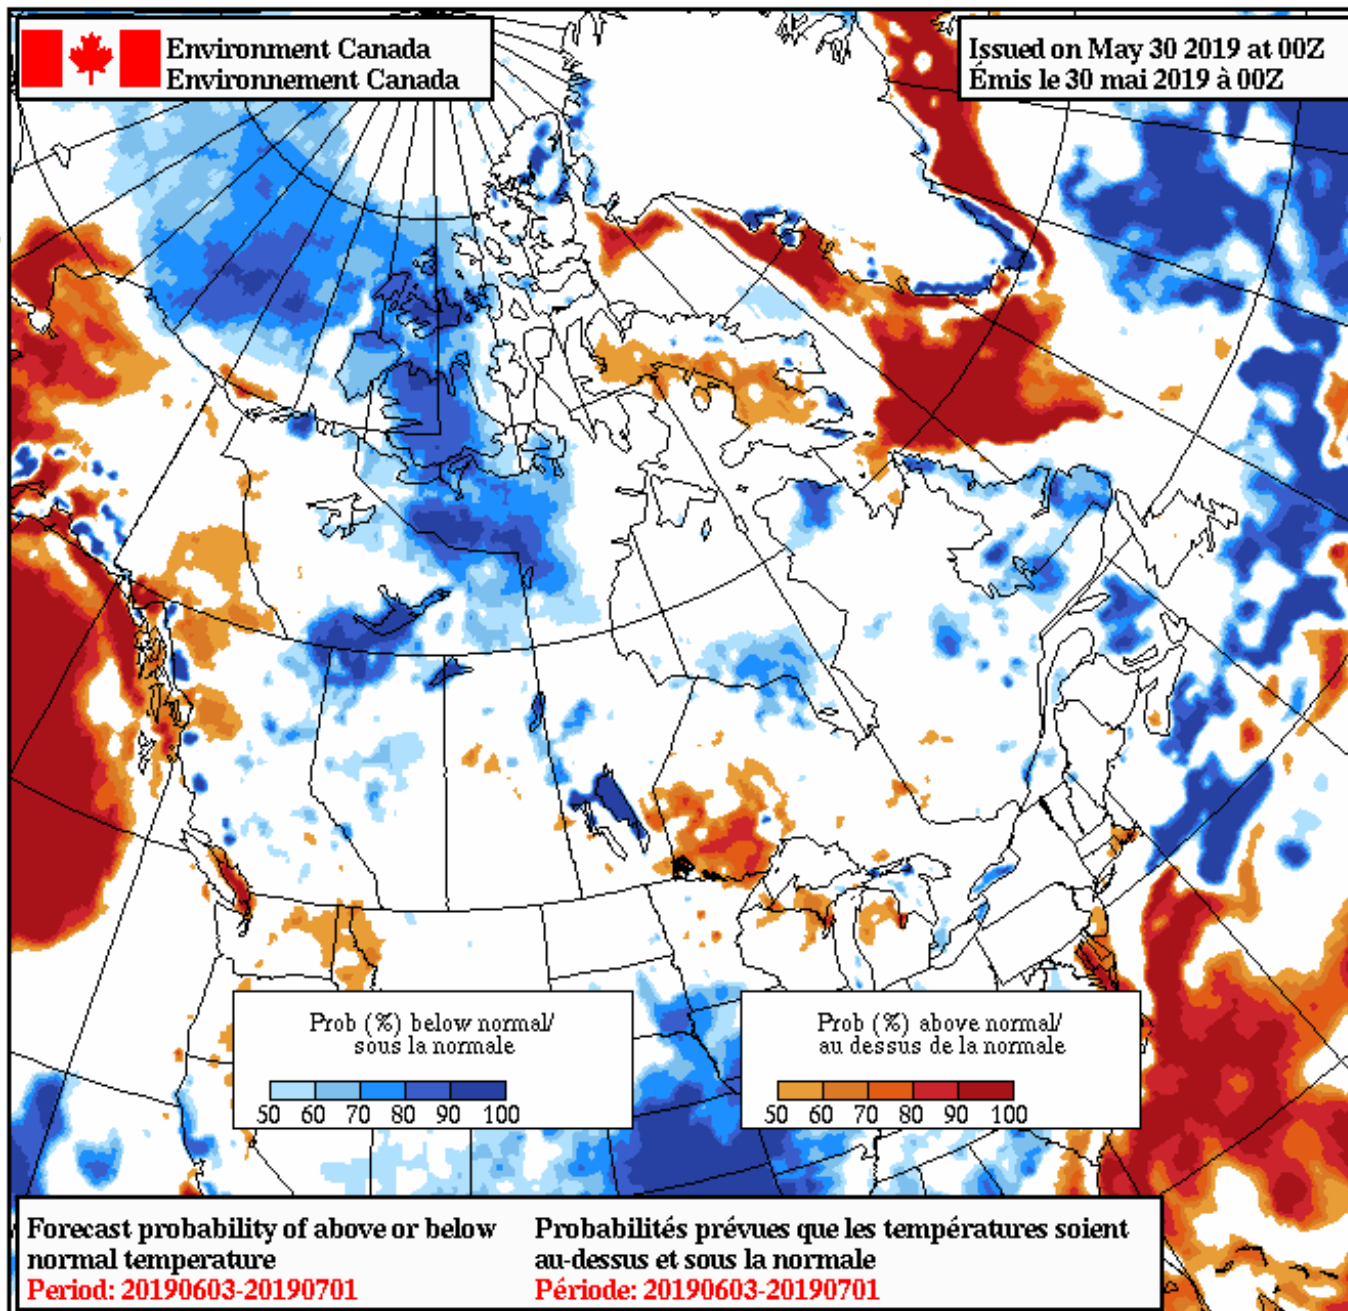 Environment Canada
Environnement Canada
Issued on May 30 2019 at 00Z
Émis le 30 mai 2019 à 00Z
Prob (%) below normal/
sous la normale
50 60 70 80 90 100
Prob (%) above normal/
au dessus de la normale
50 60 70 80 90 100
Forecast probability of above or below
normal temperature
Period: 20190603-20190701
Probabilités prévues que les températures soient
au-dessus et sous la normale
Période: 20190603-20190701